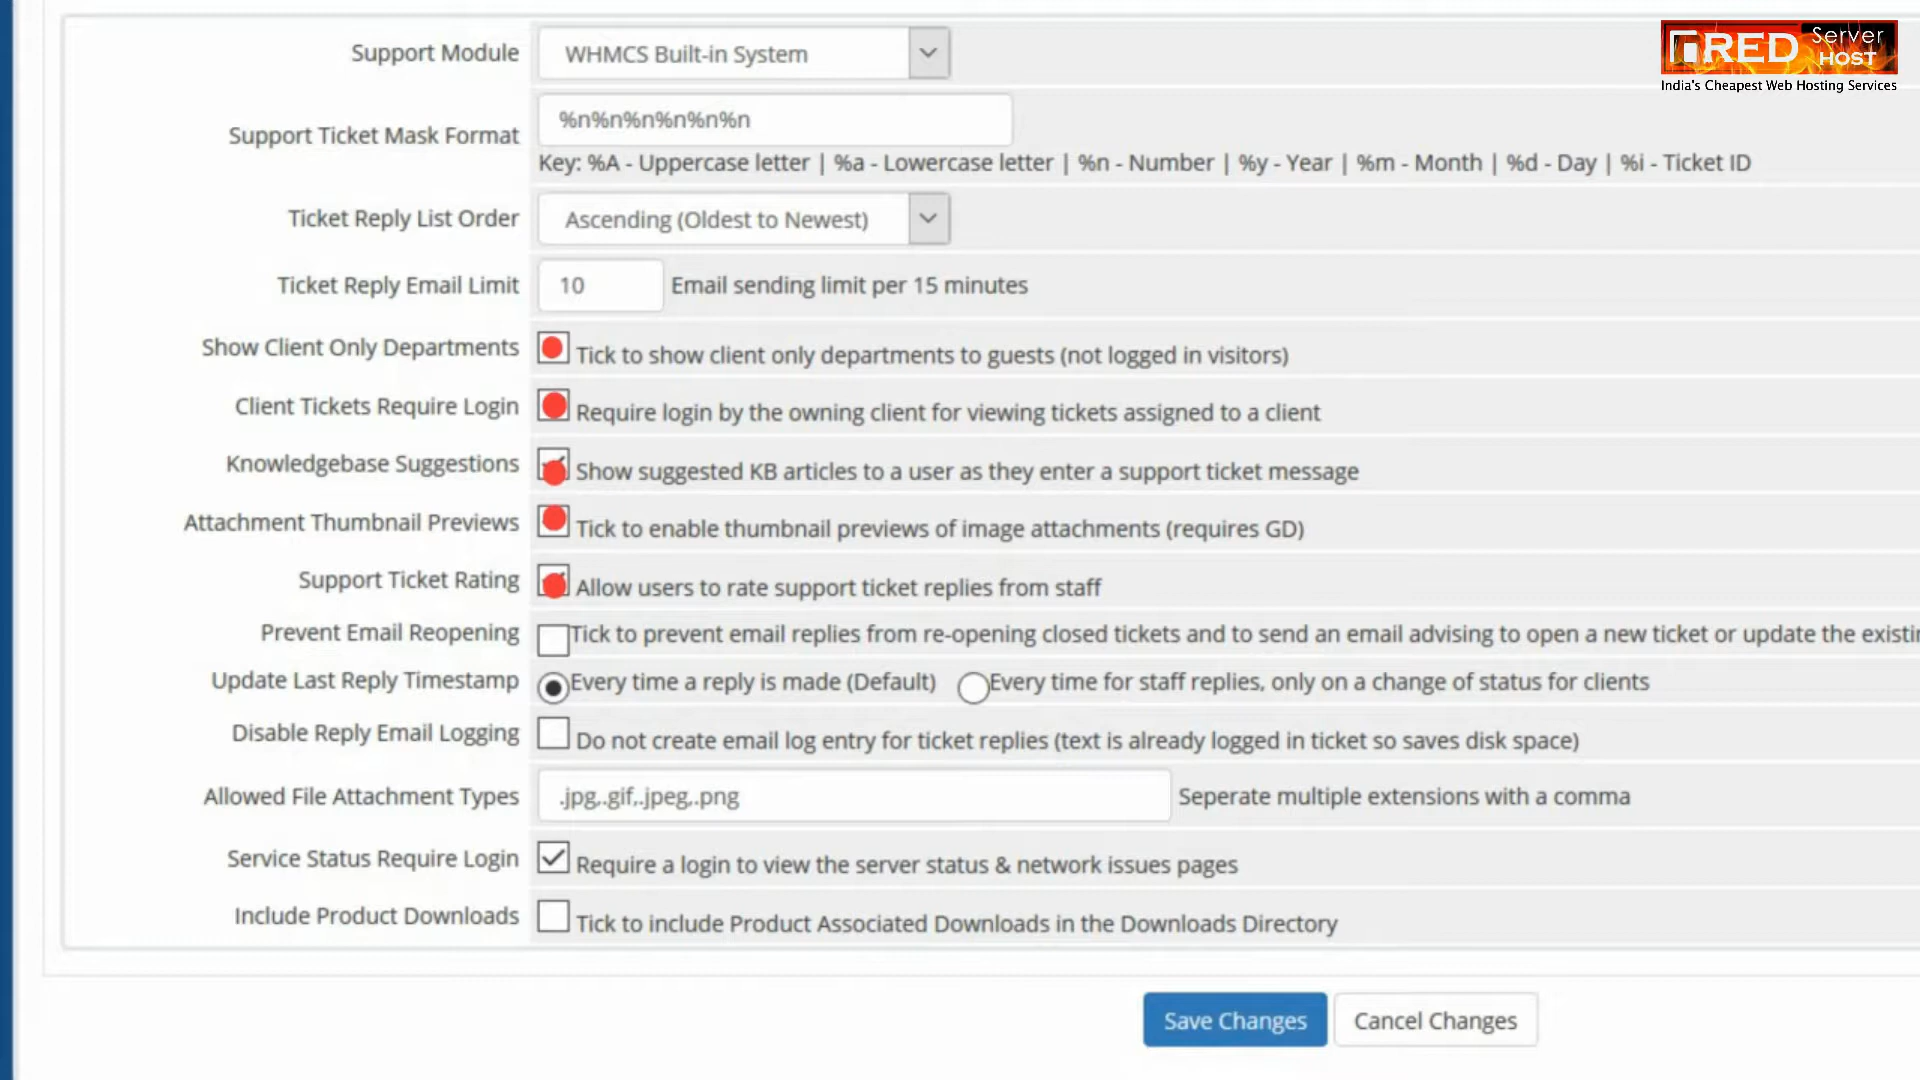 Support Module WHMCS Built-in System
RED Server HOST
India's Cheapest Web Hosting Services
Support Ticket Mask Format %n%n%n%n%n%n
Key: %A - Uppercase letter | %a - Lowercase letter | %n - Number | %y - Year | %m - Month | %d - Day | %i - Ticket ID
Ticket Reply List Order Ascending (Oldest to Newest)
Ticket Reply Email Limit 10 Email sending limit per 15 minutes
Show Client Only Departments Tick to show client only departments to guests (not logged in visitors)
Client Tickets Require Login Require login by the owning client for viewing tickets assigned to a client
Knowledgebase Suggestions Show suggested KB articles to a user as they enter a support ticket message
Attachment Thumbnail Previews Tick to enable thumbnail previews of image attachments (requires GD)
Support Ticket Rating Allow users to rate support ticket replies from staff
Prevent Email Reopening Tick to prevent email replies from re-opening closed tickets and to send an email advising to open a new ticket or update the
Update Last Reply Timestamp Every time a reply is made (Default) Every time for staff replies, only on a change of status for clients
Disable Reply Email Logging Do not create email log entry for ticket replies (text is already logged in ticket so saves disk space)
Allowed File Attachment Types .jpg,.gif,.jpeg,.png Seperate multiple extensions with a comma
Service Status Require Login Require a login to view the server status & network issues pages
Include Product Downloads Tick to include Product Associated Downloads in the Downloads Directory
Save Changes Cancel Changes